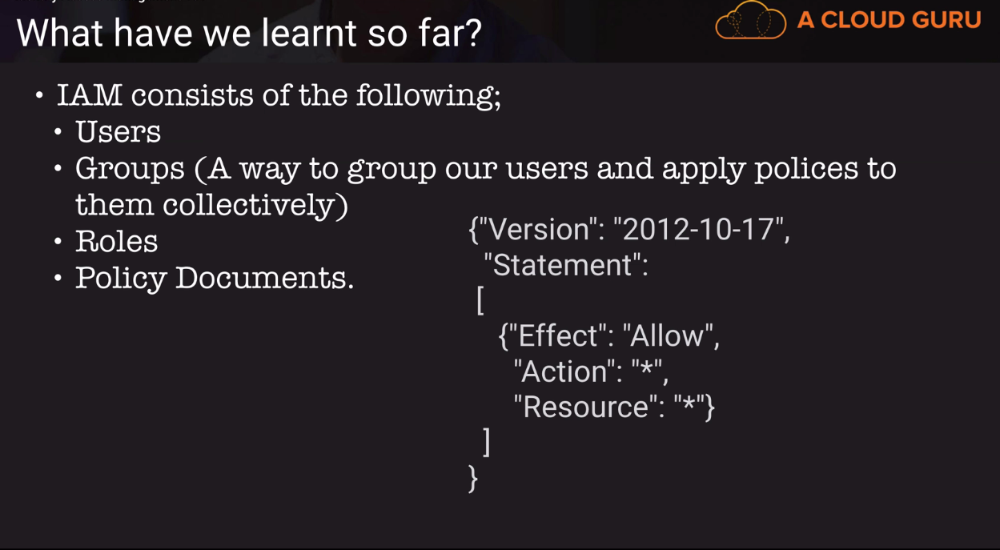 What have we learnt so far?
A CLOUD GURU
• IAM consists of the following;
• Users
• Groups (A way to group our users and apply polices to
them collectively)
• Roles
• Policy Documents.
{"Version": "2012-10-17",
"Statement":
[
{"Effect": "Allow",
"Action": "*",
"Resource": "*"}
]
}